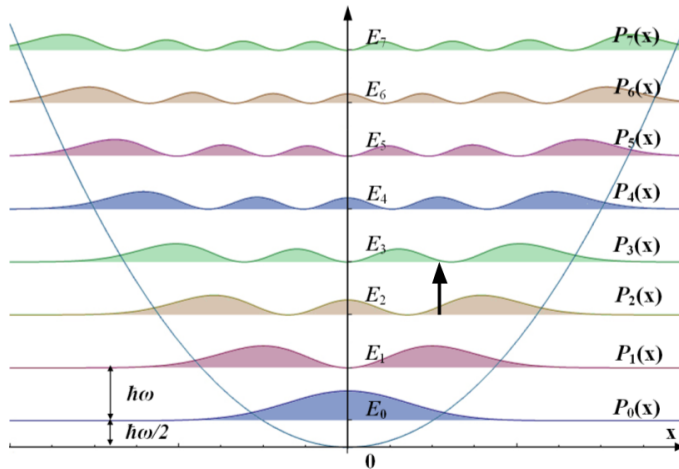 E₇ P₇(x)
E₆ P₆(x)
E₅ P₅(x)
E₄ P₄(x)
E₃ P₃(x)
E₂ P₂(x)
E₁ P₁(x)
ħω
E₀ P₀(x)
ħω/2
x
0